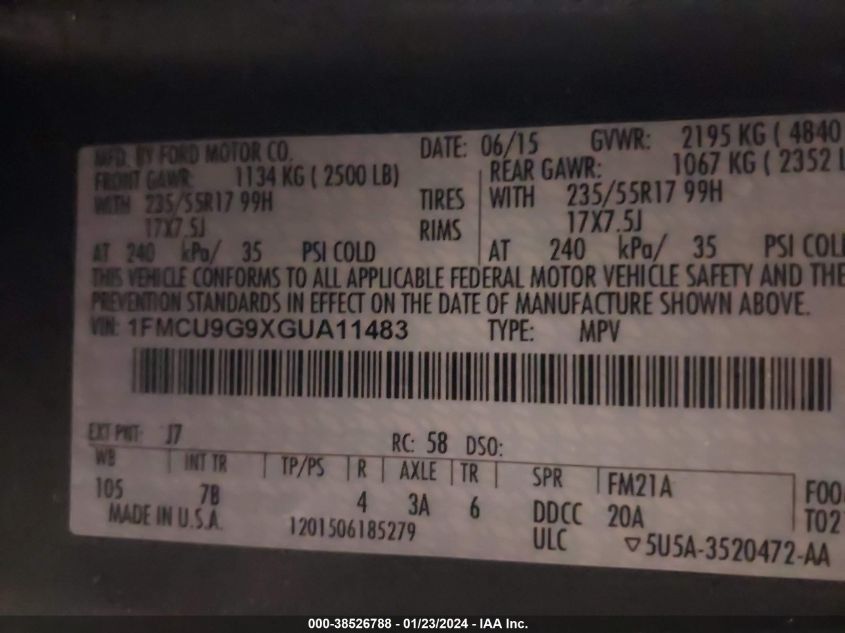 MFD. BY FORD MOTOR CO. DATE: 06/15 GVWR: 2195 KG ( 4840
FRONT GAWR: 1134 KG ( 2500 LB) REAR GAWR: 1067 KG ( 2352 L
WITH 235/55R17 99H TIRES WITH 235/55R17 99H
17X7.5J RIMS 17X7.5J
AT 240 kPa/ 35 PSI COLD AT 240 kPa/ 35 PSI COL
THIS VEHICLE CONFORMS TO ALL APPLICABLE FEDERAL MOTOR VEHICLE SAFETY AND THE
PREVENTION STANDARDS IN EFFECT ON THE DATE OF MANUFACTURE SHOWN ABOVE.
VIN: 1FMCU9G9XGUA11483 TYPE: MPV
EXT PNT: J7 RC: 58 DSO:
WB INT TR TP/PS R AXLE TR SPR FM21A F00
105 7B 4 3A 6 DDCC 20A T02
MADE IN U.S.A. 1201506185279 ULC ▽5U5A-3520472-AA
000-38526788 - 01/23/2024 - IAA Inc.